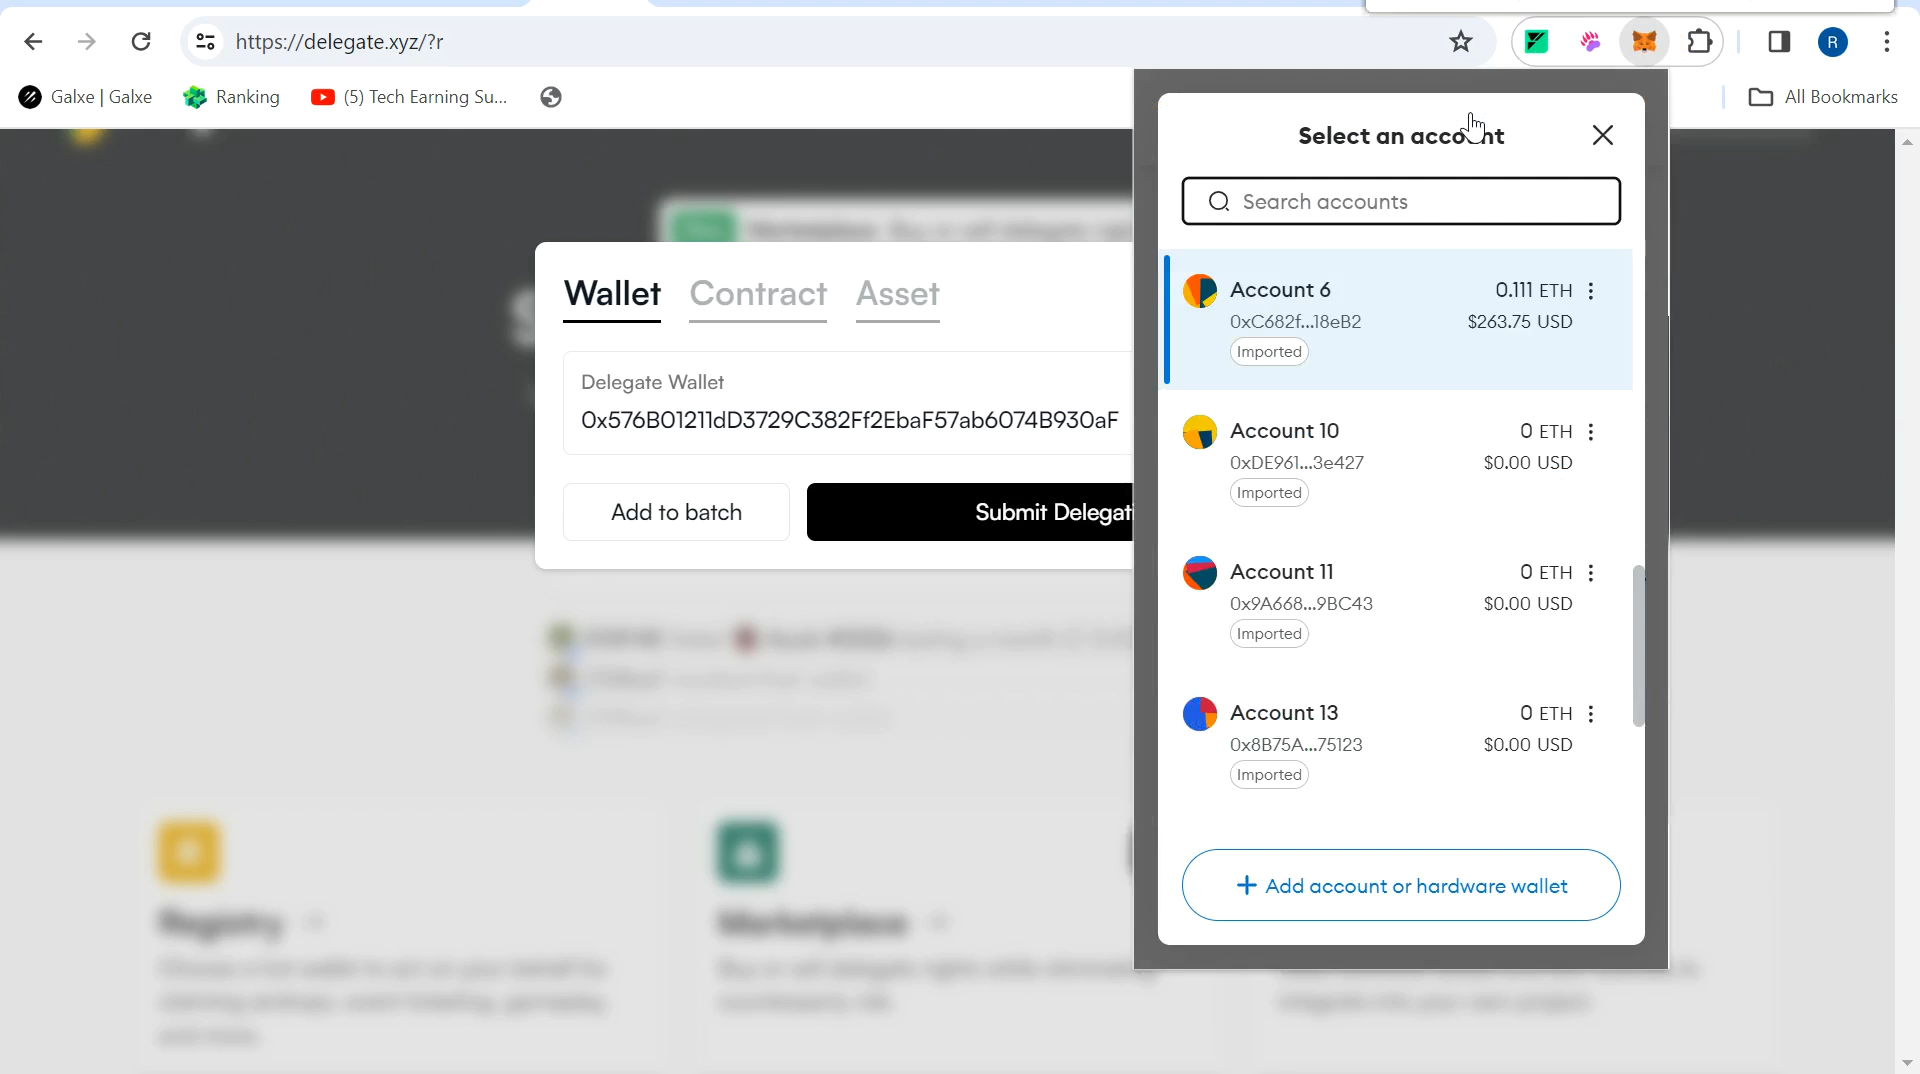 https://delegate.xyz/?r
R
Galxe | Galxe
Ranking
(5) Tech Earning Su...
All Bookmarks
Wallet
Contract
Asset
Delegate Wallet
0x576B01211dD3729C382Ff2EbaF57ab6074B930aF
Add to batch
Submit Delegati
Registry
Marketplace
Select an account
Search accounts
Account 6
0.111 ETH
0xC682f...18eB2
$263.75 USD
Imported
Account 10
0 ETH
0xDE961...3e427
$0.00 USD
Imported
Account 11
0 ETH
0x9A668...9BC43
$0.00 USD
Imported
Account 13
0 ETH
0x8B75A...75123
$0.00 USD
Imported
+ Add account or hardware wallet